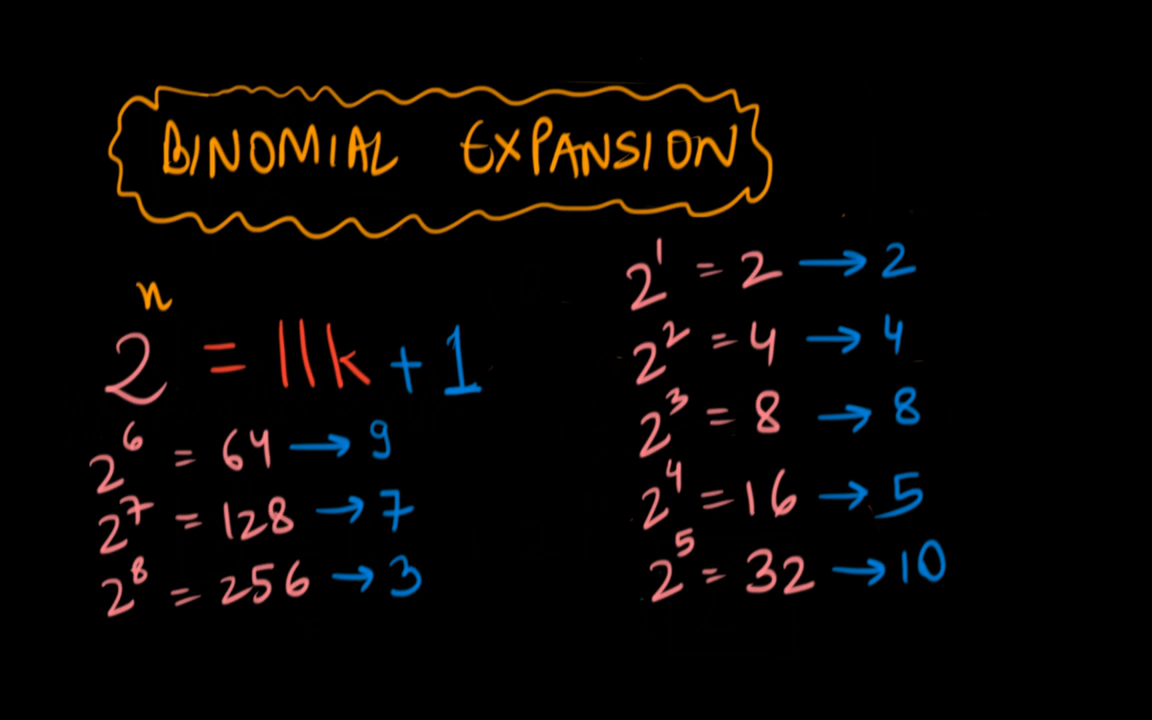 BINOMIAL EXPANSION
2^n = 11k + 1
2^6 = 64 → 9
2^7 = 128 → 7
2^8 = 256 → 3
2^1 = 2 → 2
2^2 = 4 → 4
2^3 = 8 → 8
2^4 = 16 → 5
2^5 = 32 → 10